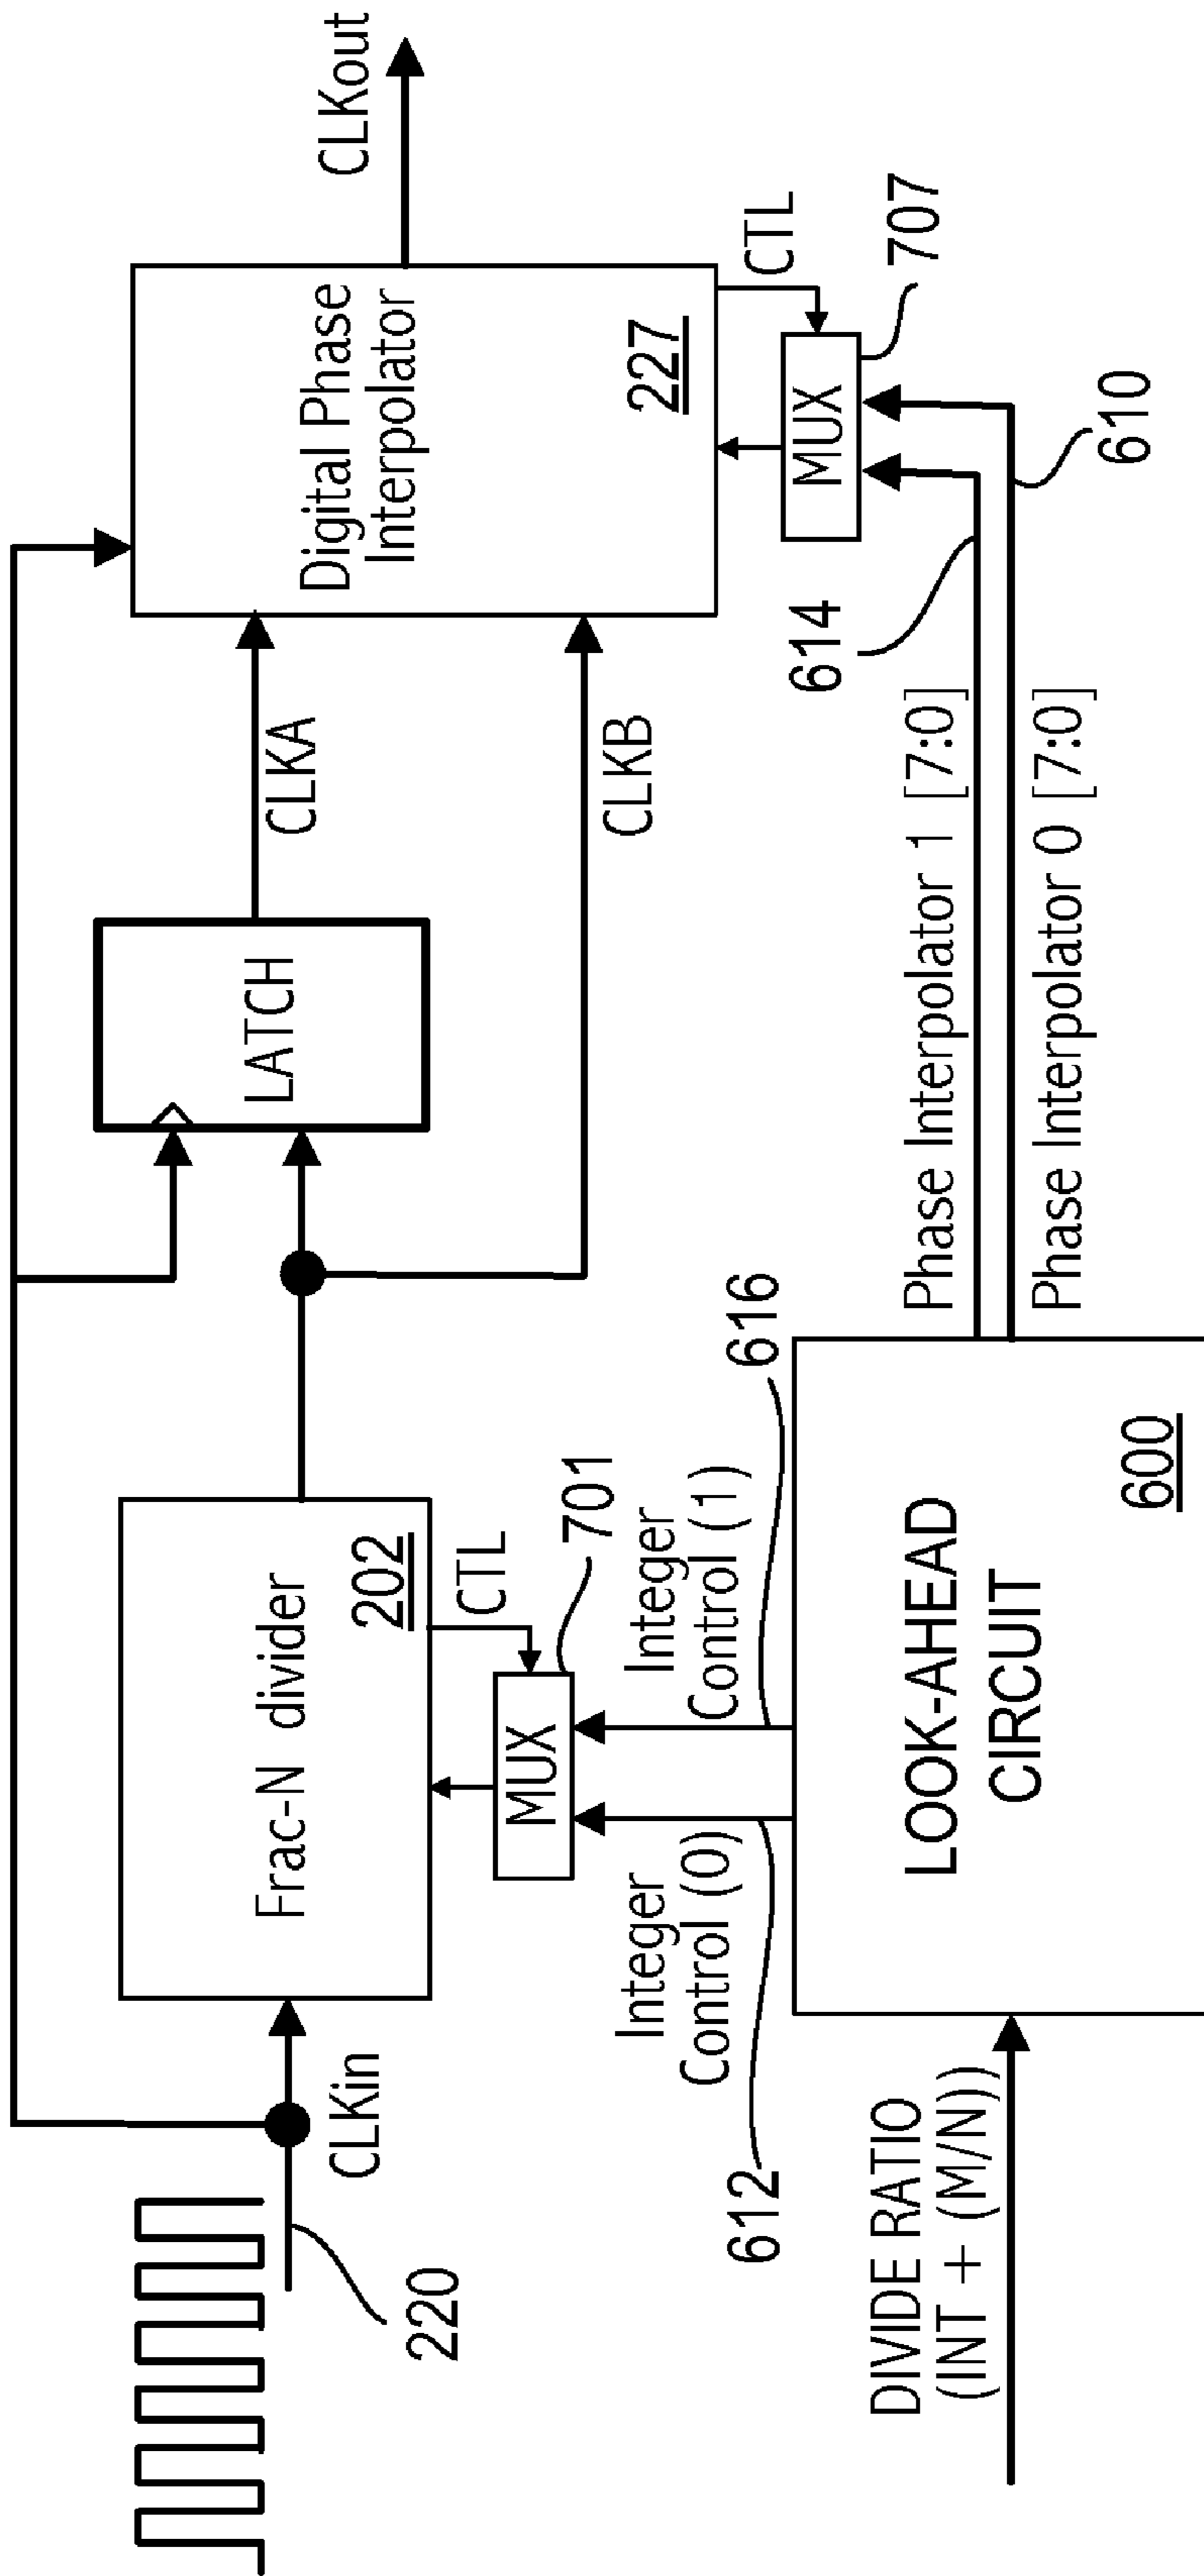 CLKin
220
Frac-N divider
202
CTL
MUX
701
Integer
Control (0)
612
Integer
Control (1)
616
LATCH
CLKA
CLKB
Digital Phase
Interpolator
227
CLKout
CTL
MUX
707
614
610
Phase Interpolator 1 [7:0]
Phase Interpolator 0 [7:0]
DIVIDE RATIO
(INT + (M/N))
LOOK-AHEAD
CIRCUIT
600